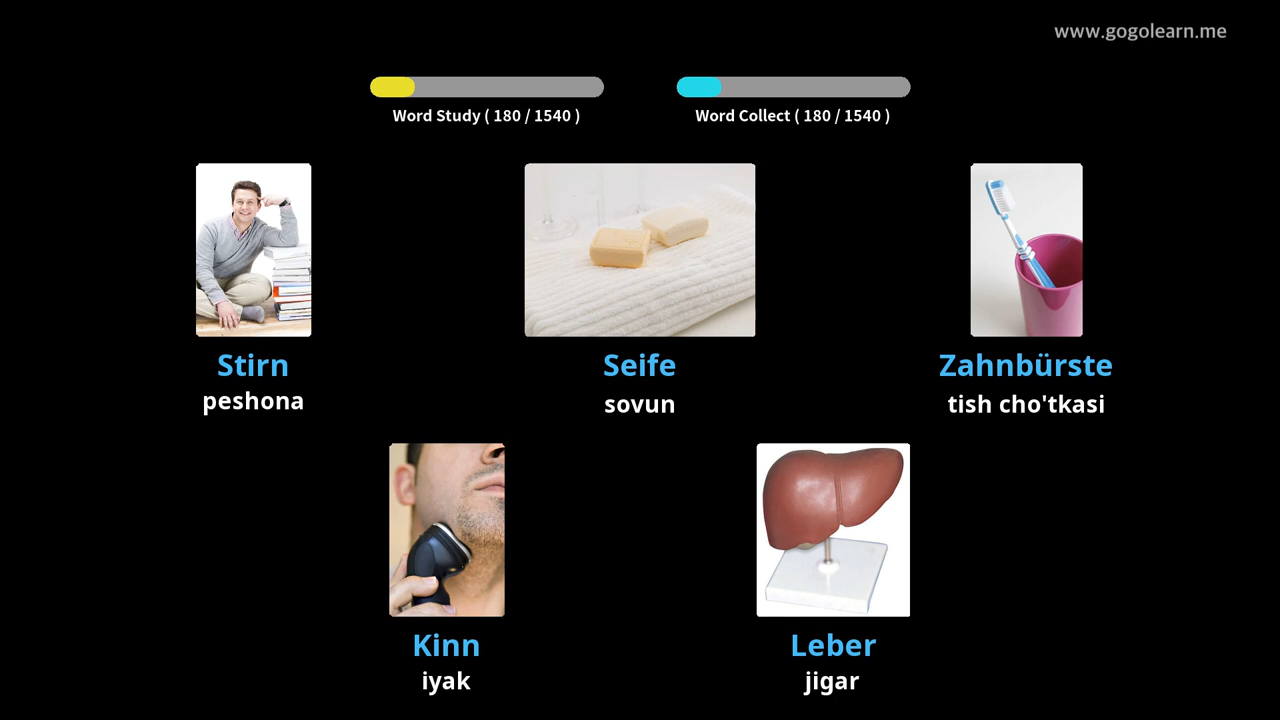 www.gogolearn.me
Word Study ( 180 / 1540 )
Word Collect ( 180 / 1540 )
Stirn
peshona
Seife
sovun
Zahnbürste
tish cho'tkasi
Kinn
iyak
Leber
jigar